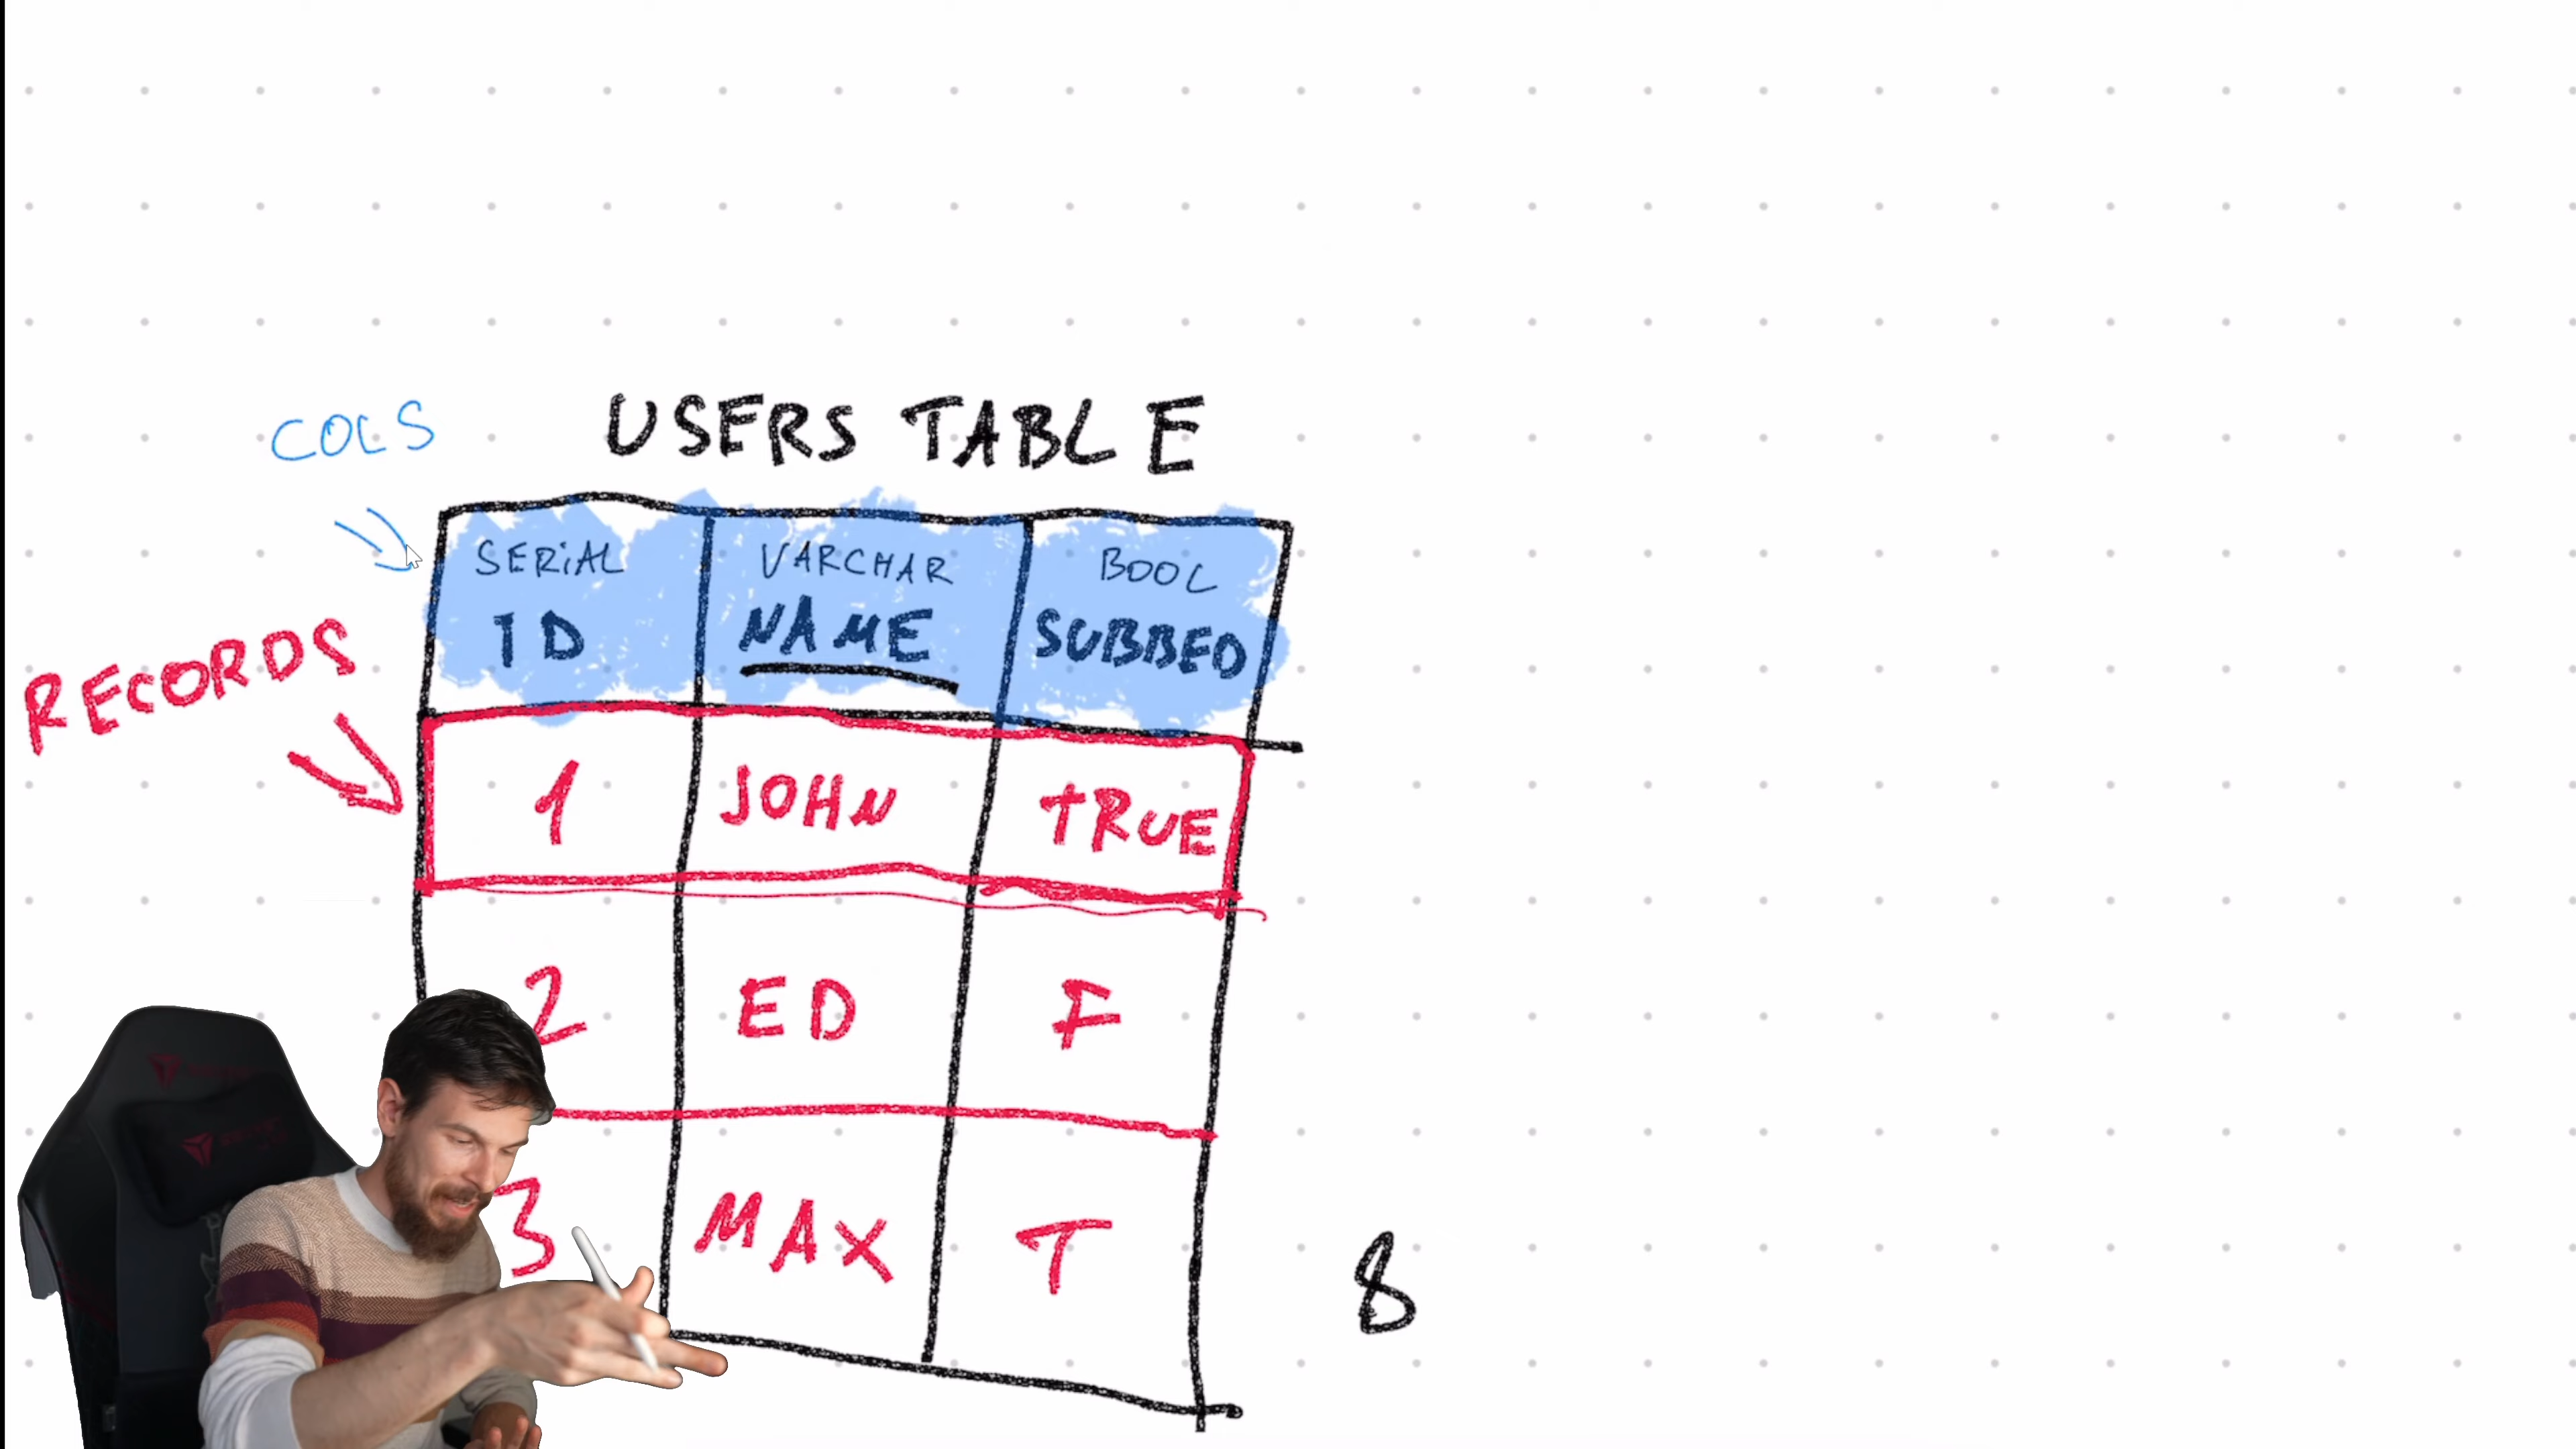 COLS
USERS TABLE
SERIAL VARCHAR BOOL
ID NAME SUBBED
RECORDS
1 JOHN TRUE
2 ED F
3 MAX T
8